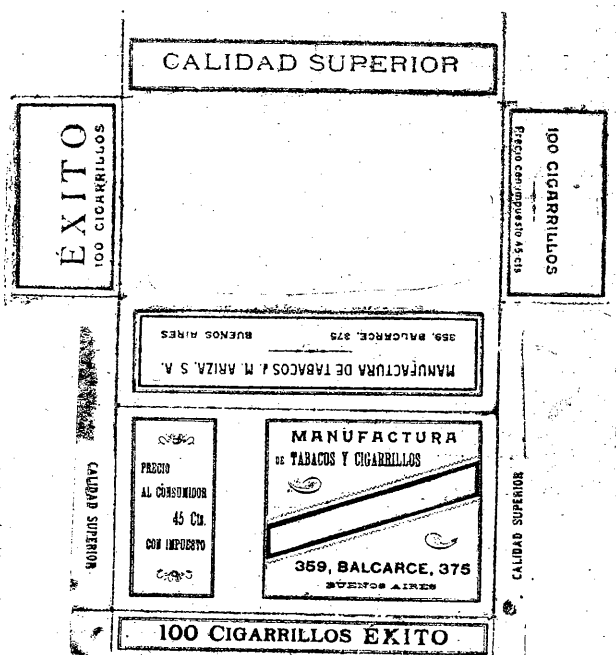 CALIDAD SUPERIOR
ÉXITO
100 CIGARRILLOS
100 CIGARRILLOS
Precio con impuesto 45 cts
MANUFACTURA DE TABACOS J. M. ARIZA, S. A.
359, BALCARCE, 375 BUENOS AIRES
CALIDAD SUPERIOR
PRECIO
AL CONSUMIDOR
45 Cts.
CON IMPUESTO
MANUFACTURA
DE TABACOS Y CIGARRILLOS
359, BALCARCE, 375
BUENOS AIRES
CALIDAD SUPERIOR
100 CIGARRILLOS ÉXITO